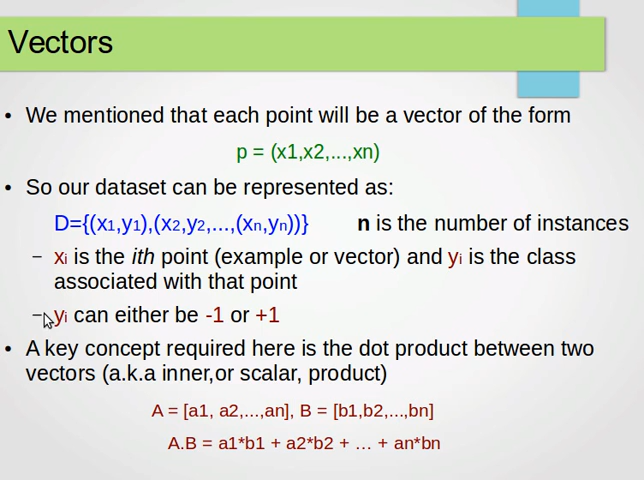 Vectors
• We mentioned that each point will be a vector of the form
p = (x1,x2,...,xn)
• So our dataset can be represented as:
D={(x₁,y₁),(x₂,y₂,...,(xₙ,yₙ))} n is the number of instances
– xᵢ is the ith point (example or vector) and yᵢ is the class
associated with that point
– yᵢ can either be -1 or +1
• A key concept required here is the dot product between two
vectors (a.k.a inner,or scalar, product)
A = [a1, a2,...,an], B = [b1,b2,...,bn]
A.B = a1*b1 + a2*b2 + … + an*bn